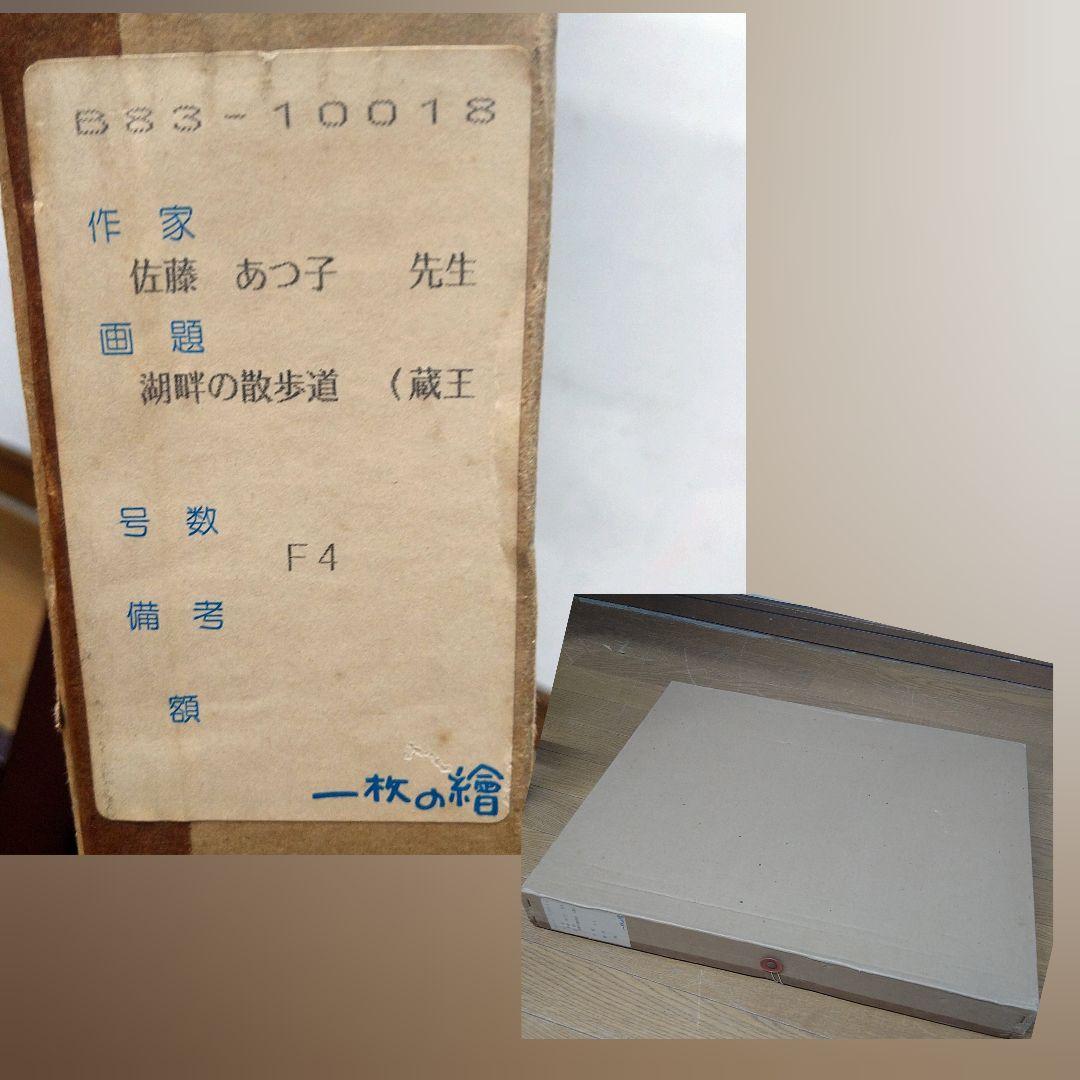 B83-10018
作家
佐藤 あつ子 先生
画題
湖畔の散歩道 (蔵王
号数
F4
備考
額
一枚の繪